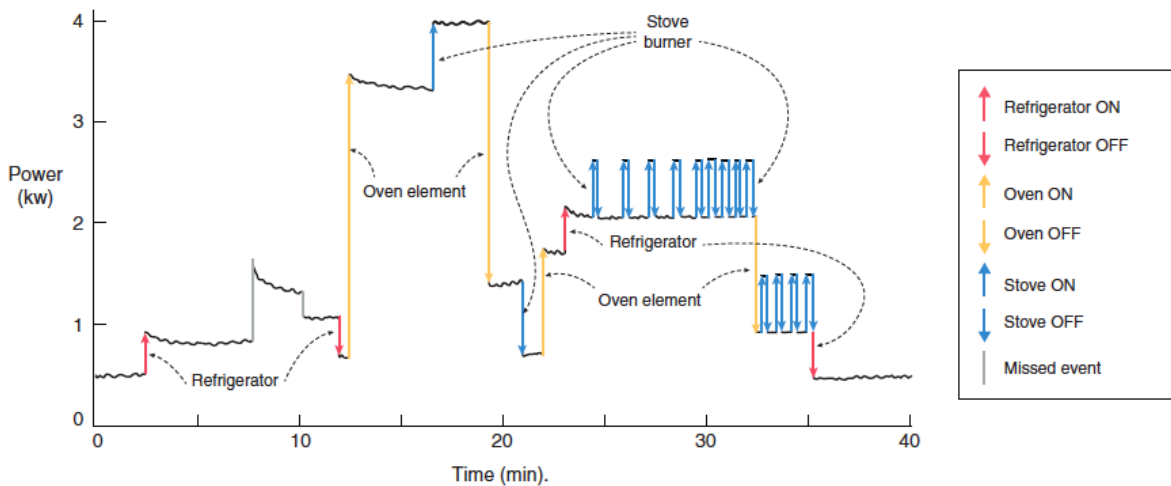 4
Stove
burner
3
Power
(kw)
Oven element
2
Refrigerator
Oven element
1
Refrigerator
0
0
10
20
30
40
Time (min).
Refrigerator ON
Refrigerator OFF
Oven ON
Oven OFF
Stove ON
Stove OFF
Missed event